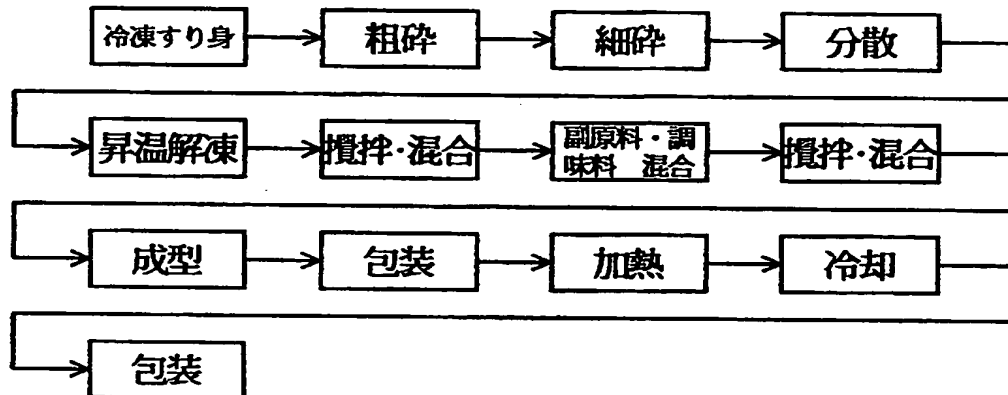 冷凍すり身
粗砕
細砕
分散
昇温解凍
攪拌・混合
副原料・調
味料　混合
攪拌・混合
成型
包装
加熱
冷却
包装